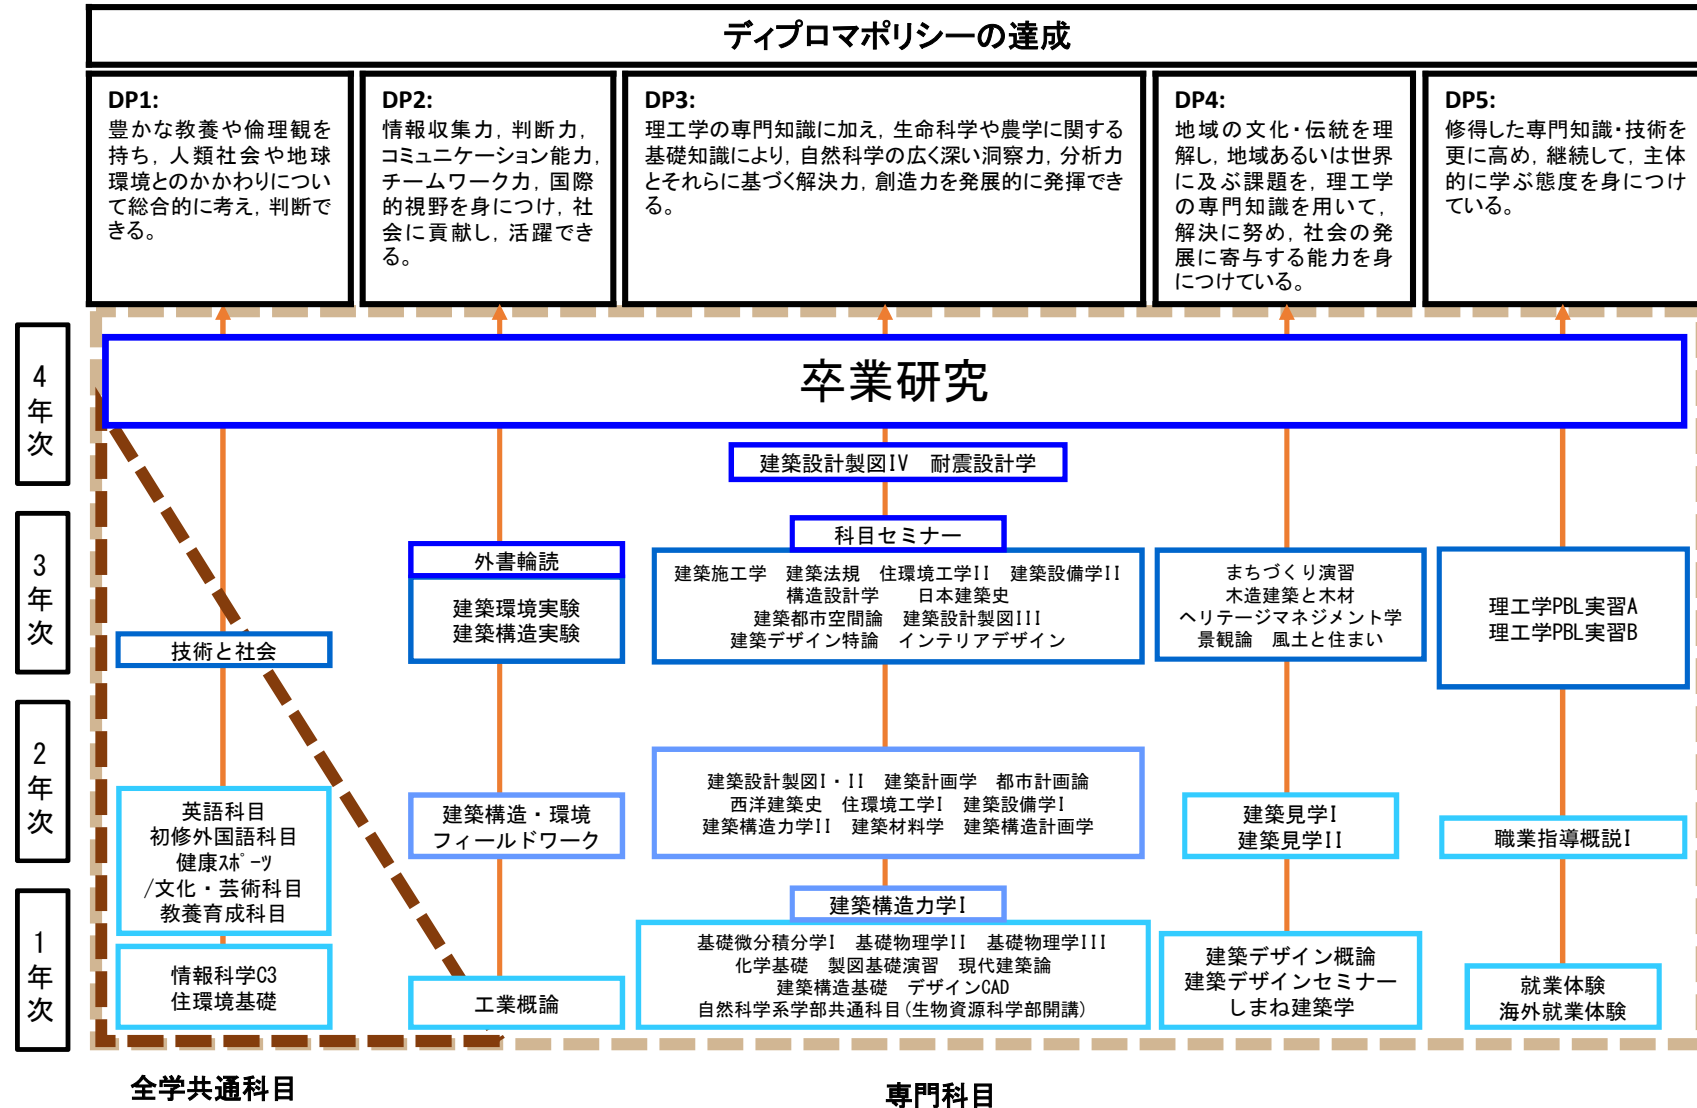 ディプロマポリシーの達成
DP1:
豊かな教養や倫理観を
持ち，人類社会や地球
環境とのかかわりについ
て総合的に考え，判断で
きる。
DP2:
情報収集力，判断力，
コミュニケーション能力，
チームワーク力，国際
的視野を身につけ，社
会に貢献し，活躍でき
る。
DP3:
理工学の専門知識に加え，生命科学や農学に関する
基礎知識により，自然科学の広く深い洞察力，分析力
とそれらに基づく解決力，創造力を発展的に発揮でき
る。
DP4:
地域の文化・伝統を理
解し，地域あるいは世界
に及ぶ課題を，理工学
の専門知識を用いて，
解決に努め，社会の発
展に寄与する能力を身
につけている。
DP5:
修得した専門知識・技術を
更に高め，継続して，主体
的に学ぶ態度を身につけ
ている。
4年次
卒業研究
建築設計製図IV　耐震設計学
3年次
科目セミナー
外書輪読
建築環境実験
建築構造実験
技術と社会
建築施工学　建築法規　住環境工学II　建築設備学II
構造設計学　日本建築史
建築都市空間論　建築設計製図III
建築デザイン特論　インテリアデザイン
まちづくり演習
木造建築と木材
ヘリテージマネジメント学
景観論　風土と住まい
理工学PBL実習A
理工学PBL実習B
2年次
英語科目
初修外国語科目
健康ｽﾎﾟｰﾂ
/文化・芸術科目
教養育成科目
建築構造・環境
フィールドワーク
建築設計製図I・II　建築計画学　都市計画論
西洋建築史　住環境工学I　建築設備学I
建築構造力学II　建築材料学　建築構造計画学
建築見学I
建築見学II
職業指導概説I
1年次
建築構造力学I
情報科学C3
住環境基礎
工業概論
基礎微分積分学I　基礎物理学II　基礎物理学III
化学基礎　製図基礎演習　現代建築論
建築構造基礎　デザインCAD
自然科学系学部共通科目(生物資源科学部開講)
建築デザイン概論
建築デザインセミナー
しまね建築学
就業体験
海外就業体験
全学共通科目
専門科目